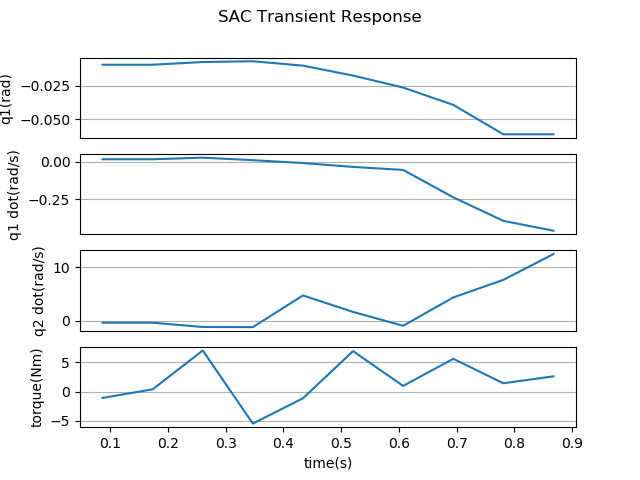 SAC Transient Response
q1(rad)
−0.025
−0.050
q1 dot(rad/s)
0.00
−0.25
q2 dot(rad/s)
10
0
torque(Nm)
5
0
−5
0.1 0.2 0.3 0.4 0.5 0.6 0.7 0.8 0.9
time(s)